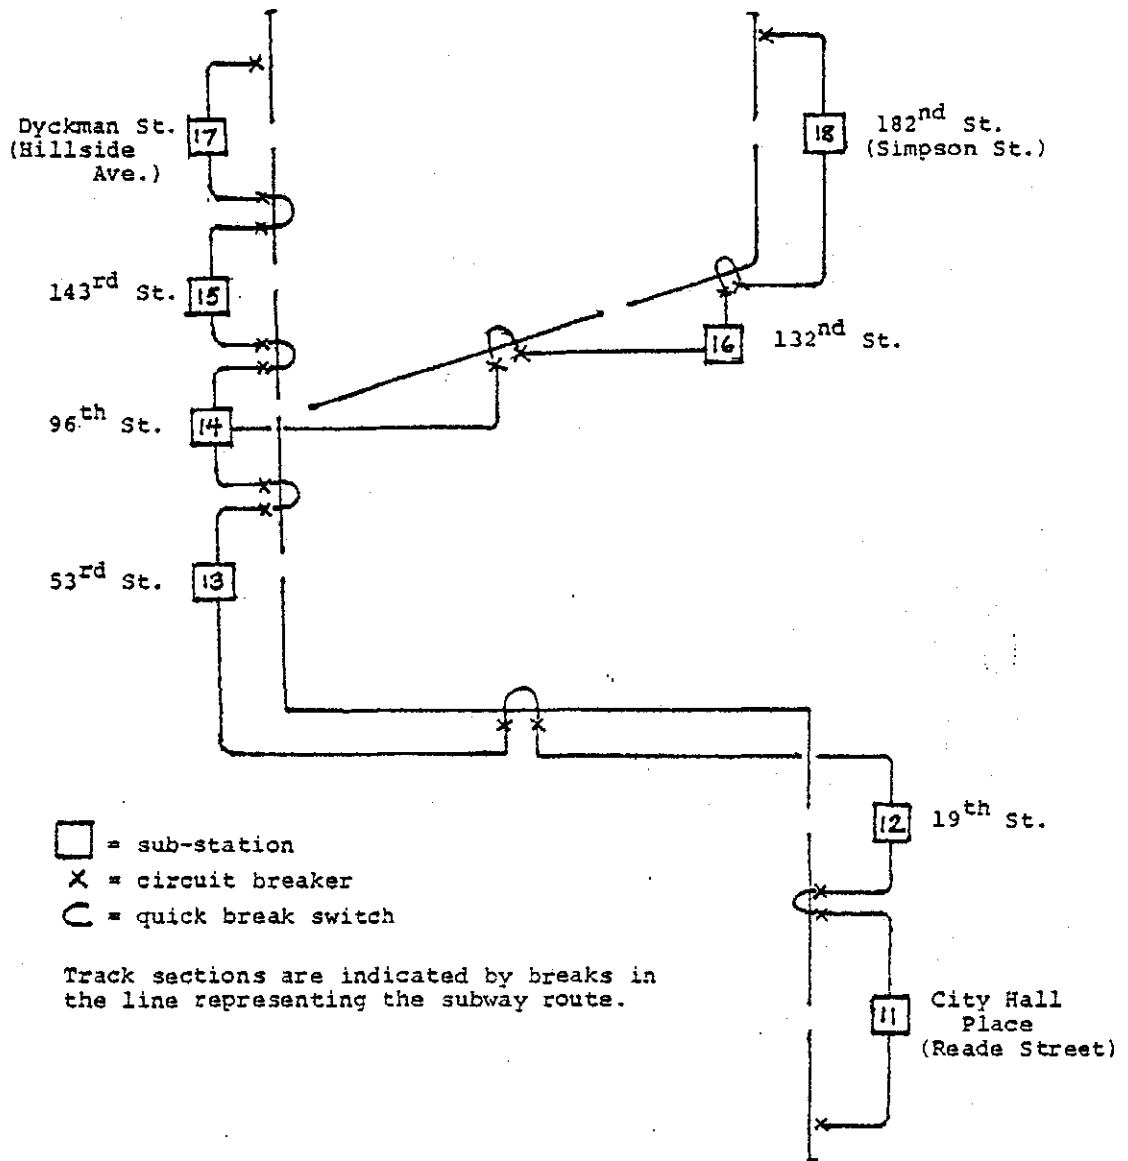 Dyckman St.
(Hillside
Ave.)
17
18
182nd St.
(Simpson St.)
143rd St.
15
16
132nd St.
96th St.
14
53rd St.
13
12
19th St.
□ = sub-station
× = circuit breaker
⊂ = quick break switch
Track sections are indicated by breaks in
the line representing the subway route.
11
City Hall
Place
(Reade Street)